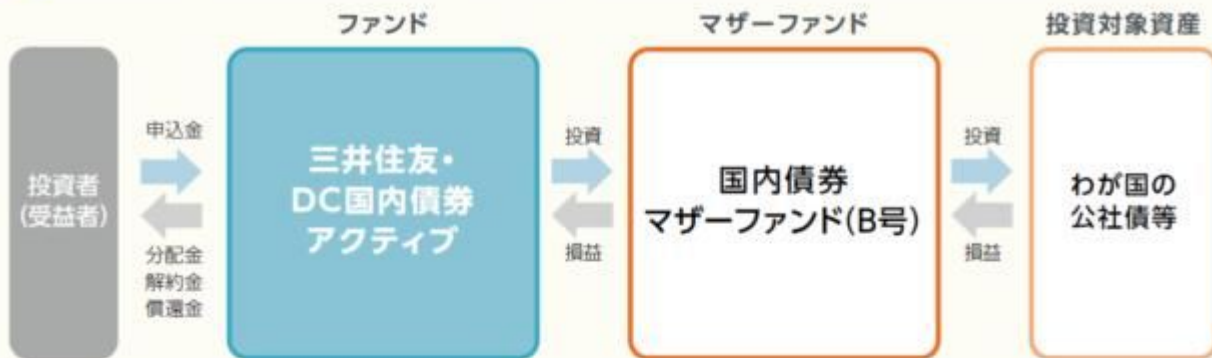 ファンド
マザーファンド
投資対象資産
投資者
(受益者)
申込金
分配金
解約金
償還金
三井住友・
DC国内債券
アクティブ
投資
損益
国内債券
マザーファンド(B号)
投資
損益
わが国の
公社債等